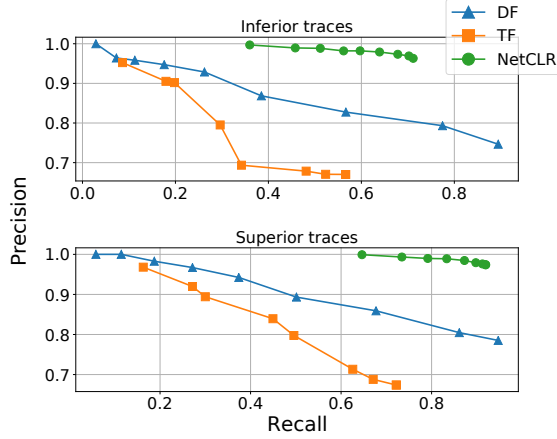 Inferior traces
DF
TF
NetCLR
1.0
0.9
0.8
0.7
0.0 0.2 0.4 0.6 0.8
Precision
Superior traces
1.0
0.9
0.8
0.7
0.2 0.4 0.6 0.8
Recall